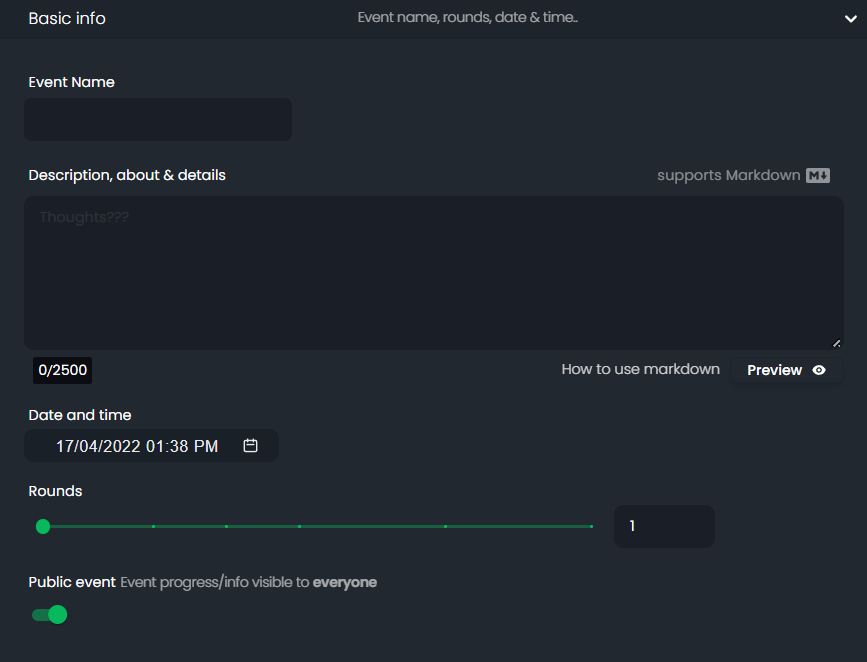 Basic info Event name, rounds, date & time..
Event Name
Description, about & details supports Markdown M
Thoughts???
0/2500 How to use markdown Preview
Date and time
17/04/2022 01:38 PM
Rounds
1
Public event Event progress/info visible to everyone